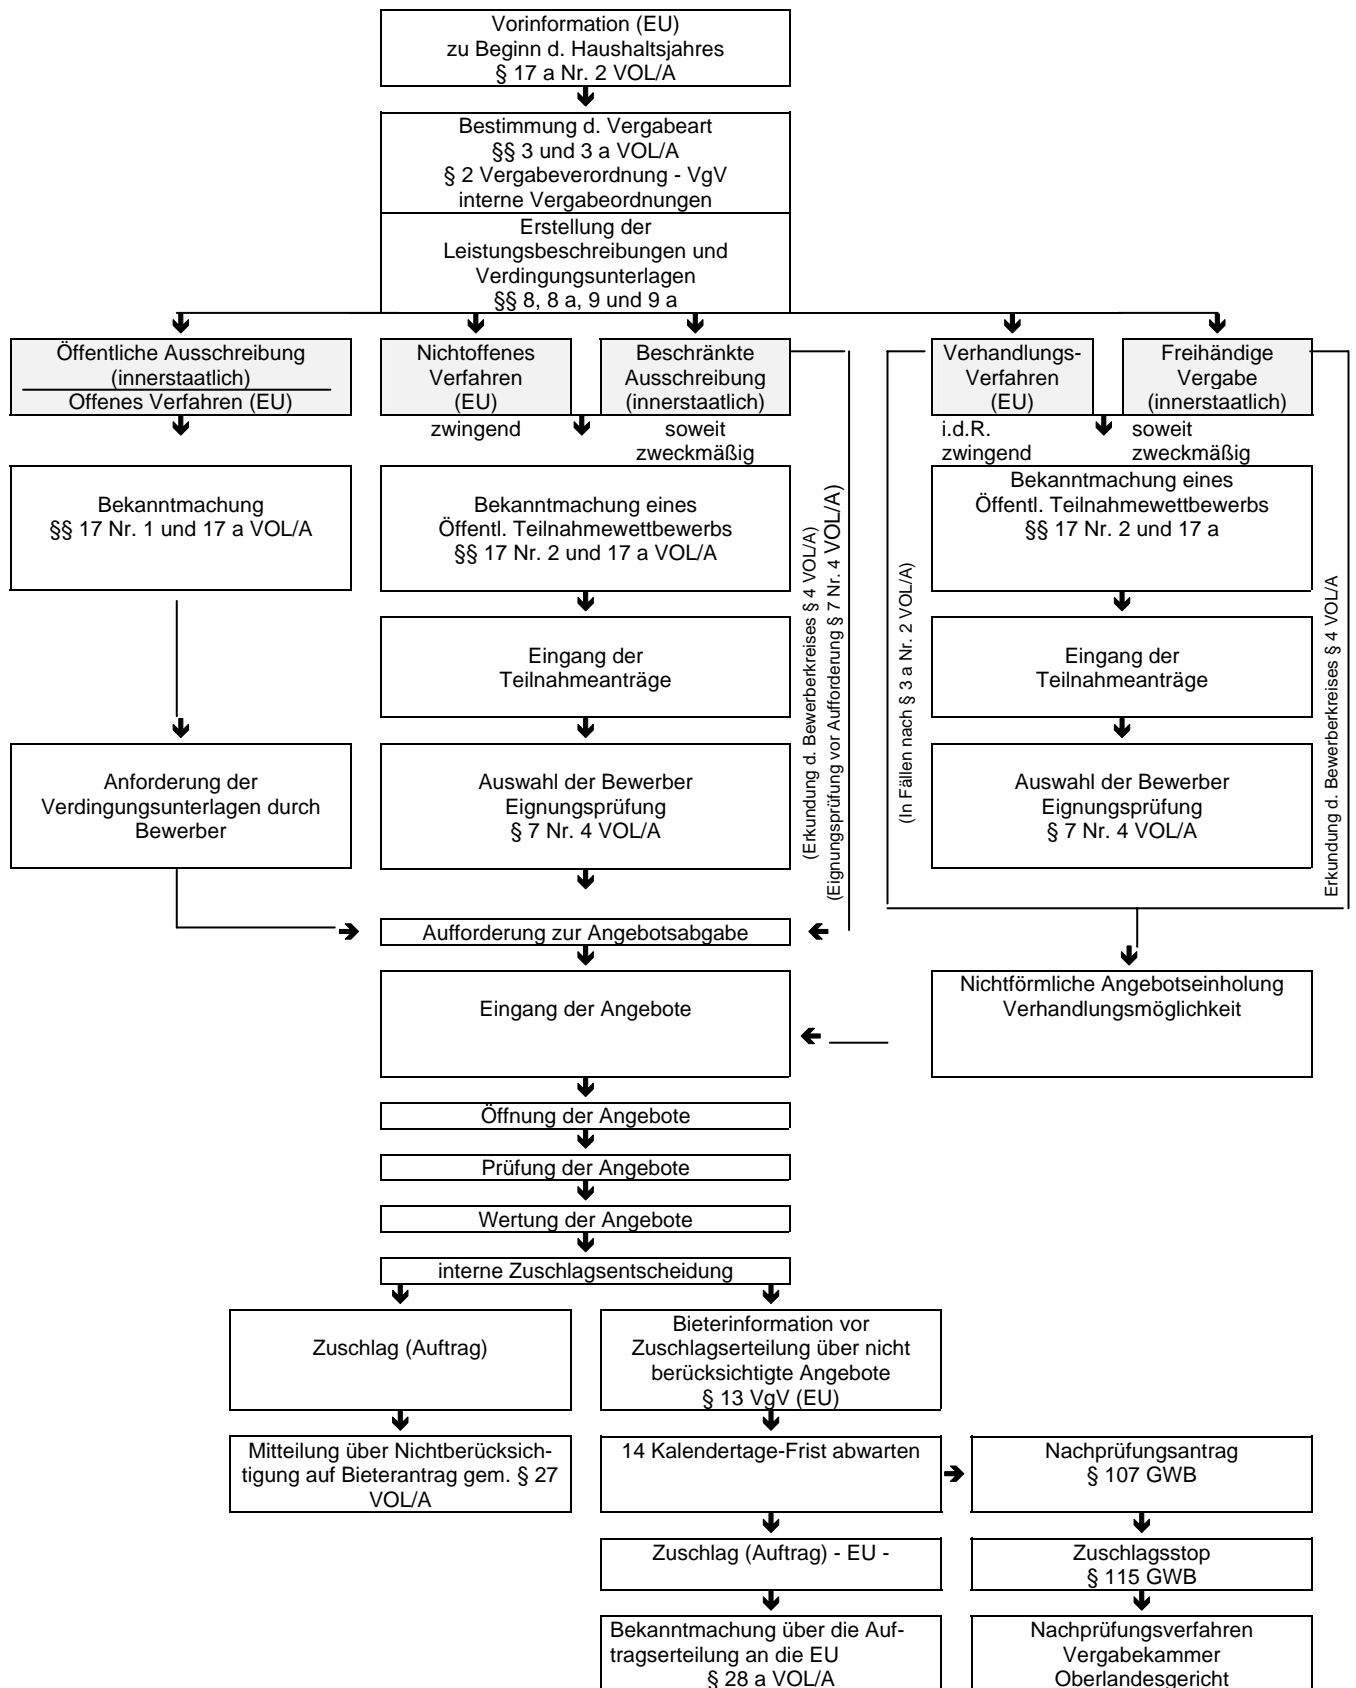 Vorinformation (EU)
zu Beginn d. Haushaltsjahres
§ 17 a Nr. 2 VOL/A
Bestimmung d. Vergabeart
§§ 3 und 3 a VOL/A
§ 2 Vergabeverordnung - VgV
interne Vergabeordnungen
Erstellung der
Leistungsbeschreibungen und
Verdingungsunterlagen
§§ 8, 8 a, 9 und 9 a
Öffentliche Ausschreibung
(innerstaatlich)
Offenes Verfahren (EU)
Nichtoffenes
Verfahren
(EU)
Beschränkte
Ausschreibung
(innerstaatlich)
Verhandlungs-
Verfahren
(EU)
Freihändige
Vergabe
(innerstaatlich)
zwingend
soweit
zweckmäßig
i.d.R.
zwingend
soweit
zweckmäßig
Bekanntmachung
§§ 17 Nr. 1 und 17 a VOL/A
Bekanntmachung eines
Öffentl. Teilnahmewettbewerbs
§§ 17 Nr. 2 und 17 a VOL/A
(Erkundung d. Bewerberkreises § 4 VOL/A)
(Eignungsprüfung vor Aufforderung § 7 Nr. 4 VOL/A)
(In Fällen nach § 3 a Nr. 2 VOL/A)
Bekanntmachung eines
Öffentl. Teilnahmewettbewerbs
§§ 17 Nr. 2 und 17 a
Erkundung d. Bewerberkreises § 4 VOL/A
Eingang der
Teilnahmeanträge
Eingang der
Teilnahmeanträge
Anforderung der
Verdingungsunterlagen durch
Bewerber
Auswahl der Bewerber
Eignungsprüfung
§ 7 Nr. 4 VOL/A
Auswahl der Bewerber
Eignungsprüfung
§ 7 Nr. 4 VOL/A
Aufforderung zur Angebotsabgabe
Eingang der Angebote
Nichtförmliche Angebotseinholung
Verhandlungsmöglichkeit
Öffnung der Angebote
Prüfung der Angebote
Wertung der Angebote
interne Zuschlagsentscheidung
Zuschlag (Auftrag)
Bieterinformation vor
Zuschlagserteilung über nicht
berücksichtigte Angebote
§ 13 VgV (EU)
Mitteilung über Nichtberücksich-
tigung auf Bieterantrag gem. § 27
VOL/A
14 Kalendertage-Frist abwarten
Nachprüfungsantrag
§ 107 GWB
Zuschlag (Auftrag) - EU -
Zuschlagsstop
§ 115 GWB
Bekanntmachung über die Auf-
tragserteilung an die EU
§ 28 a VOL/A
Nachprüfungsverfahren
Vergabekammer
Oberlandesgericht